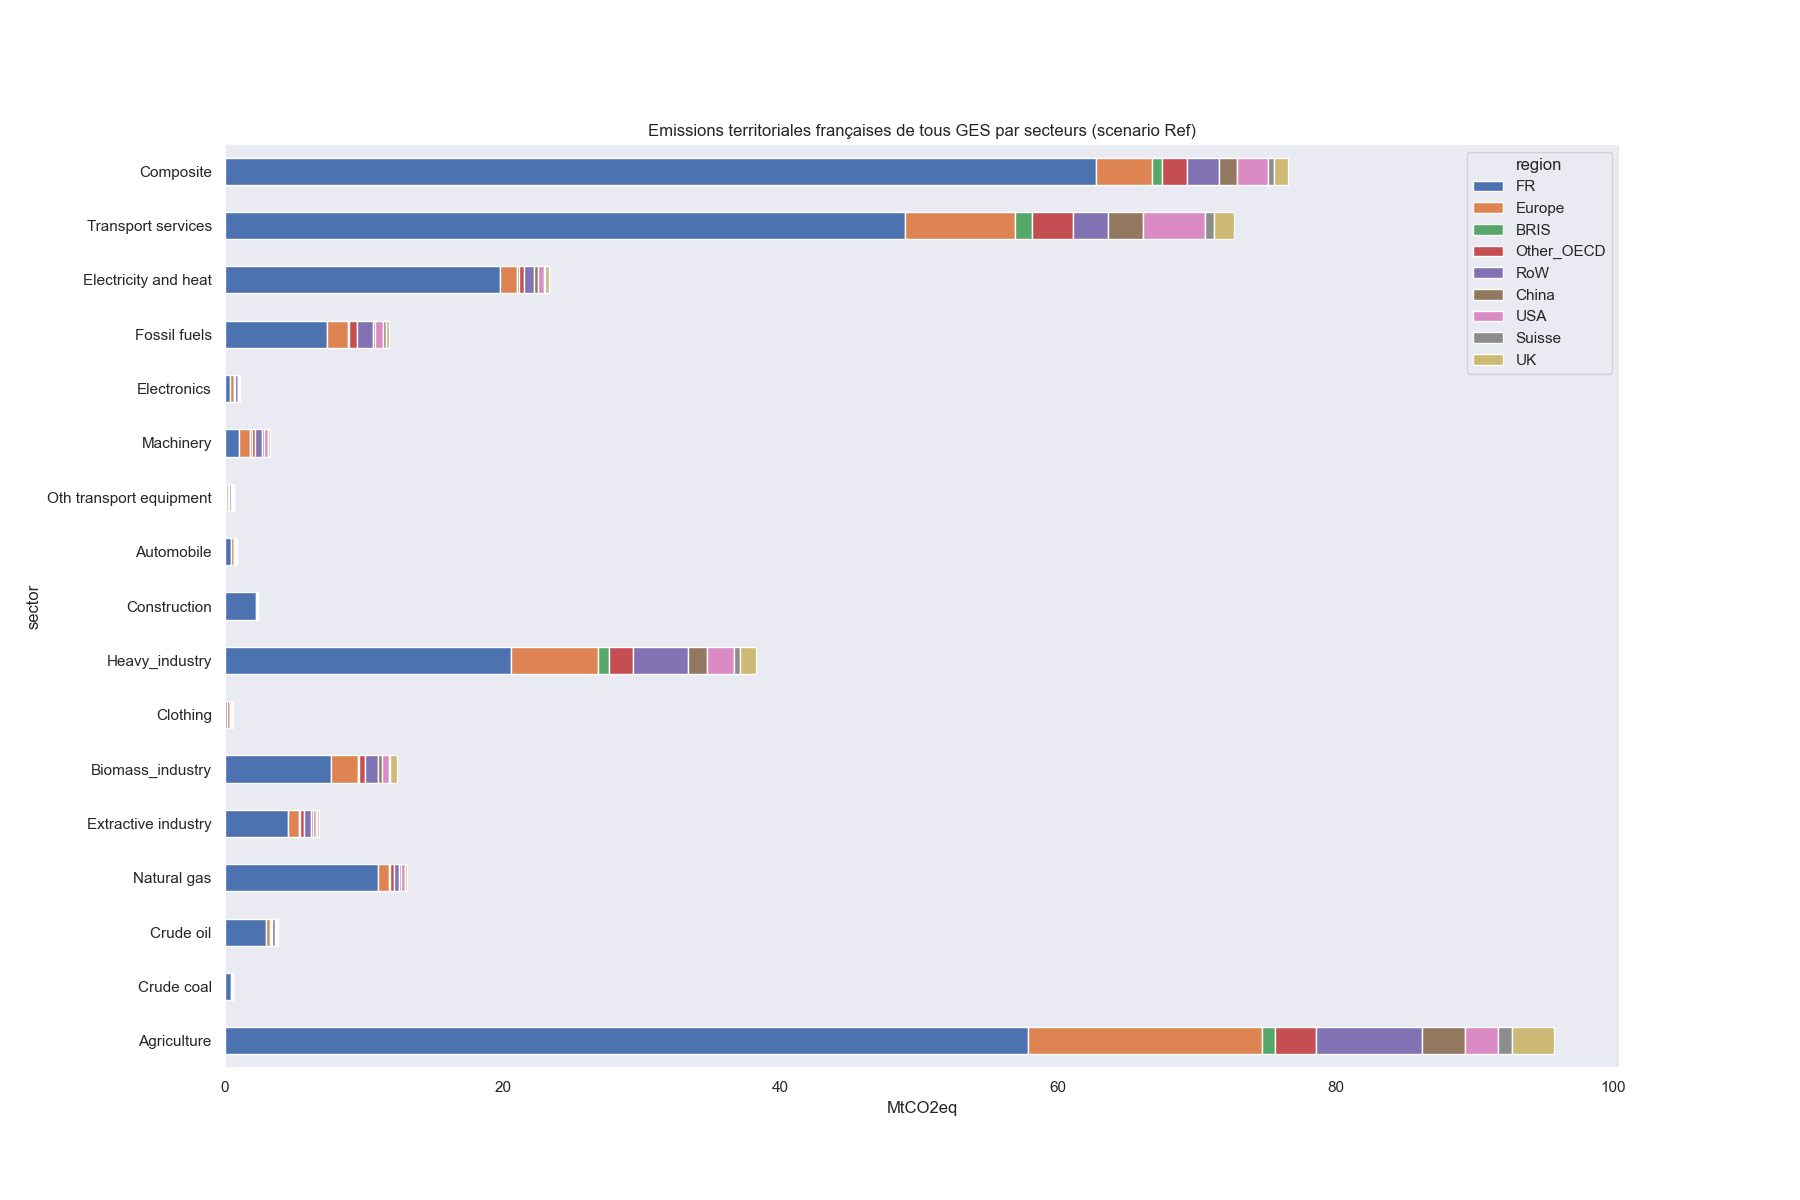 Emissions territoriales françaises de tous GES par secteurs (scenario Ref)
Composite
Transport services
Electricity and heat
Fossil fuels
Electronics
Machinery
Oth transport equipment
Automobile
Construction
Heavy_industry
Clothing
Biomass_industry
Extractive industry
Natural gas
Crude oil
Crude coal
Agriculture
sector
region
FR
Europe
BRIS
Other_OECD
RoW
China
USA
Suisse
UK
0 20 40 60 80 100
MtCO2eq